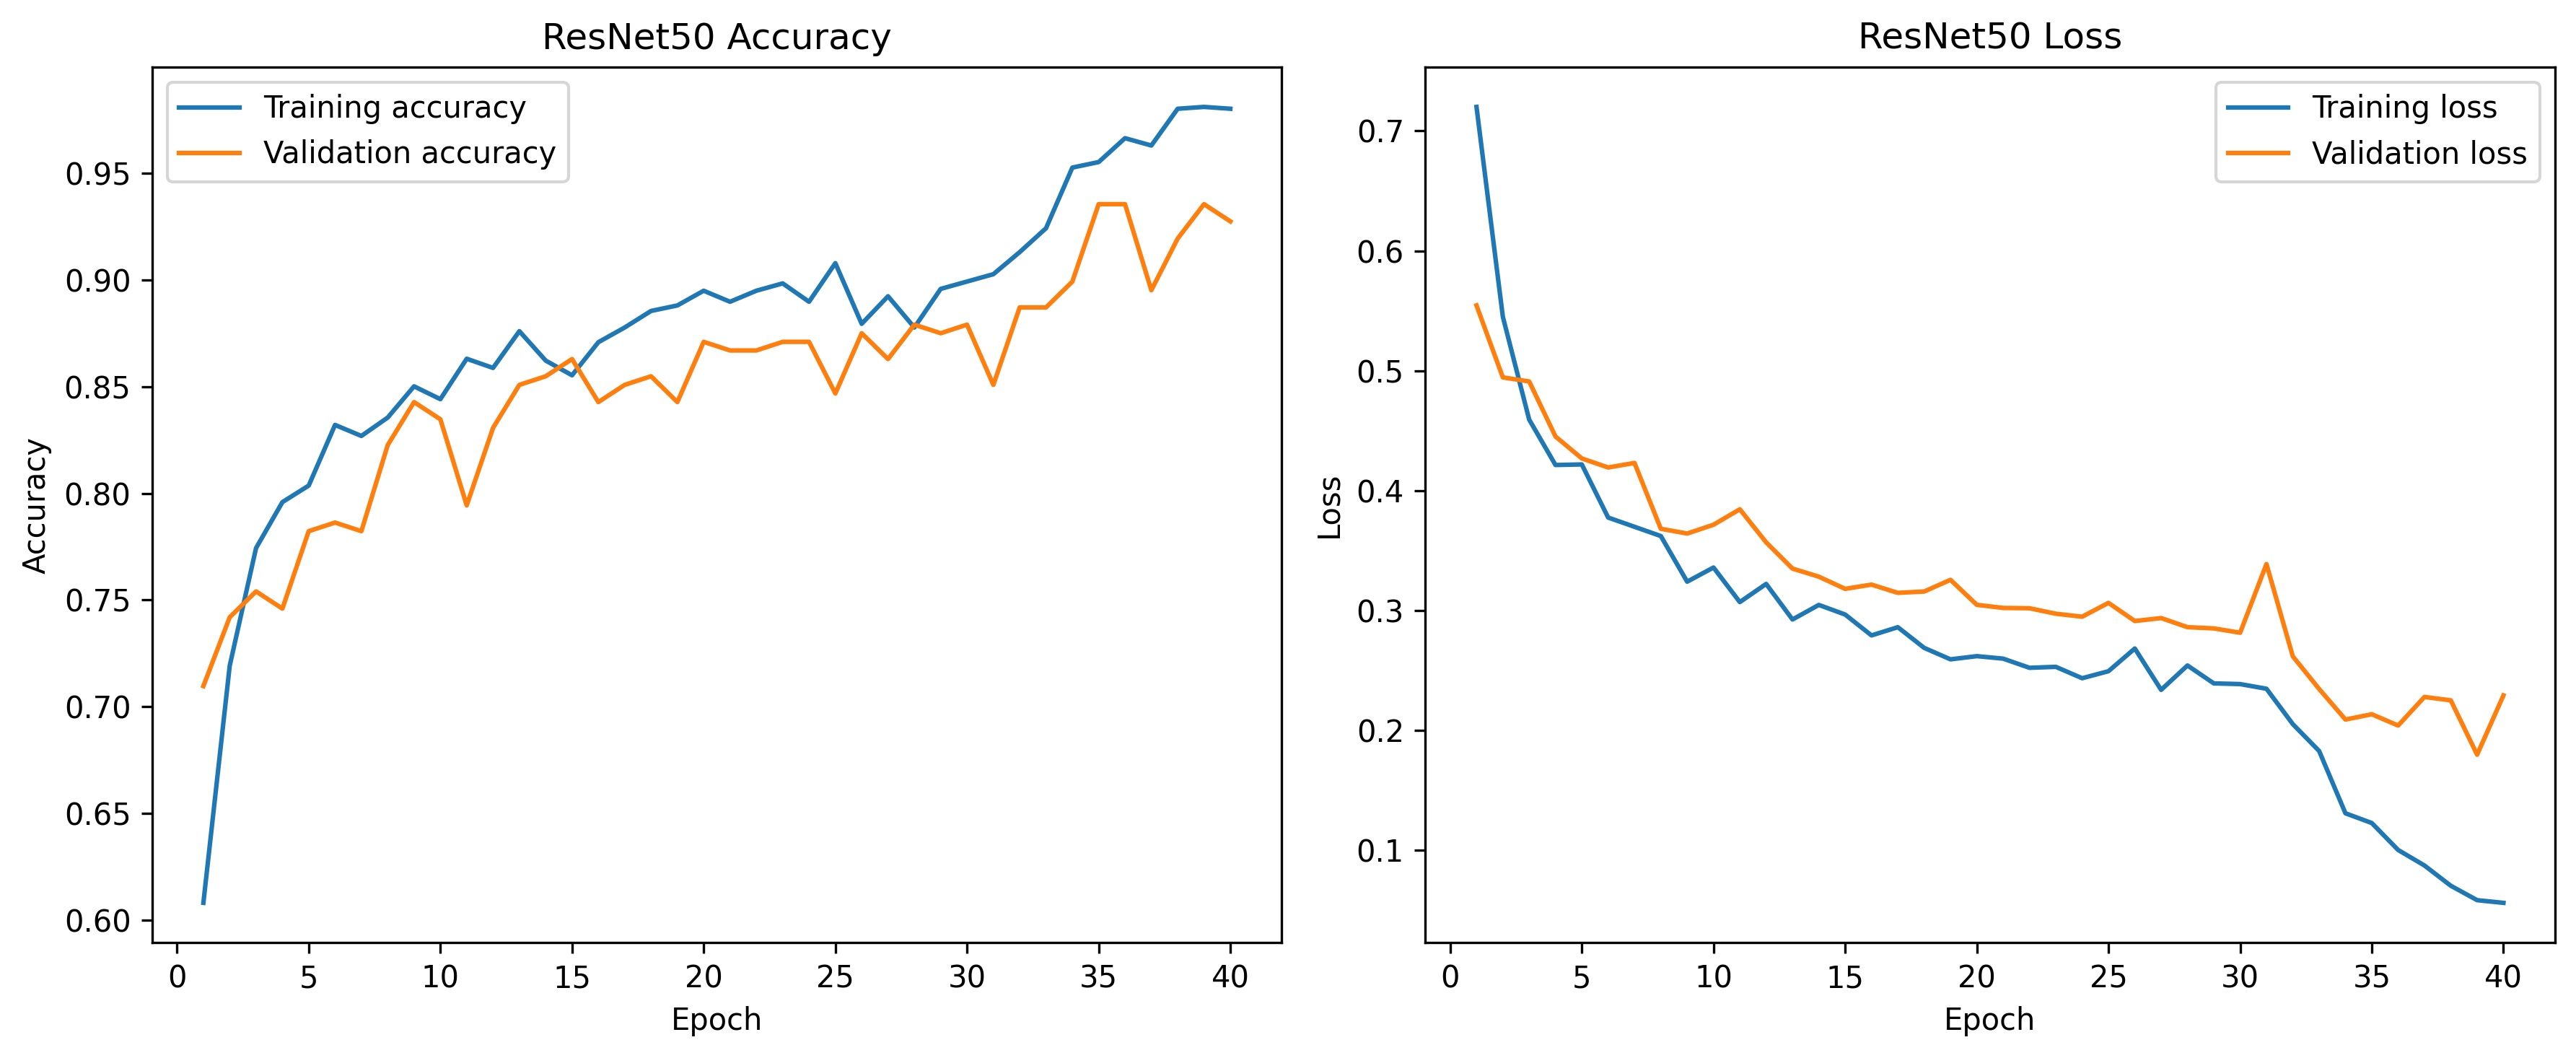 ResNet50 Accuracy
Training accuracy
Validation accuracy
0.95
0.90
0.85
0.80
0.75
0.70
0.65
0.60
Accuracy
0 5 10 15 20 25 30 35 40
Epoch
ResNet50 Loss
Training loss
Validation loss
0.7
0.6
0.5
0.4
0.3
0.2
0.1
Loss
0 5 10 15 20 25 30 35 40
Epoch